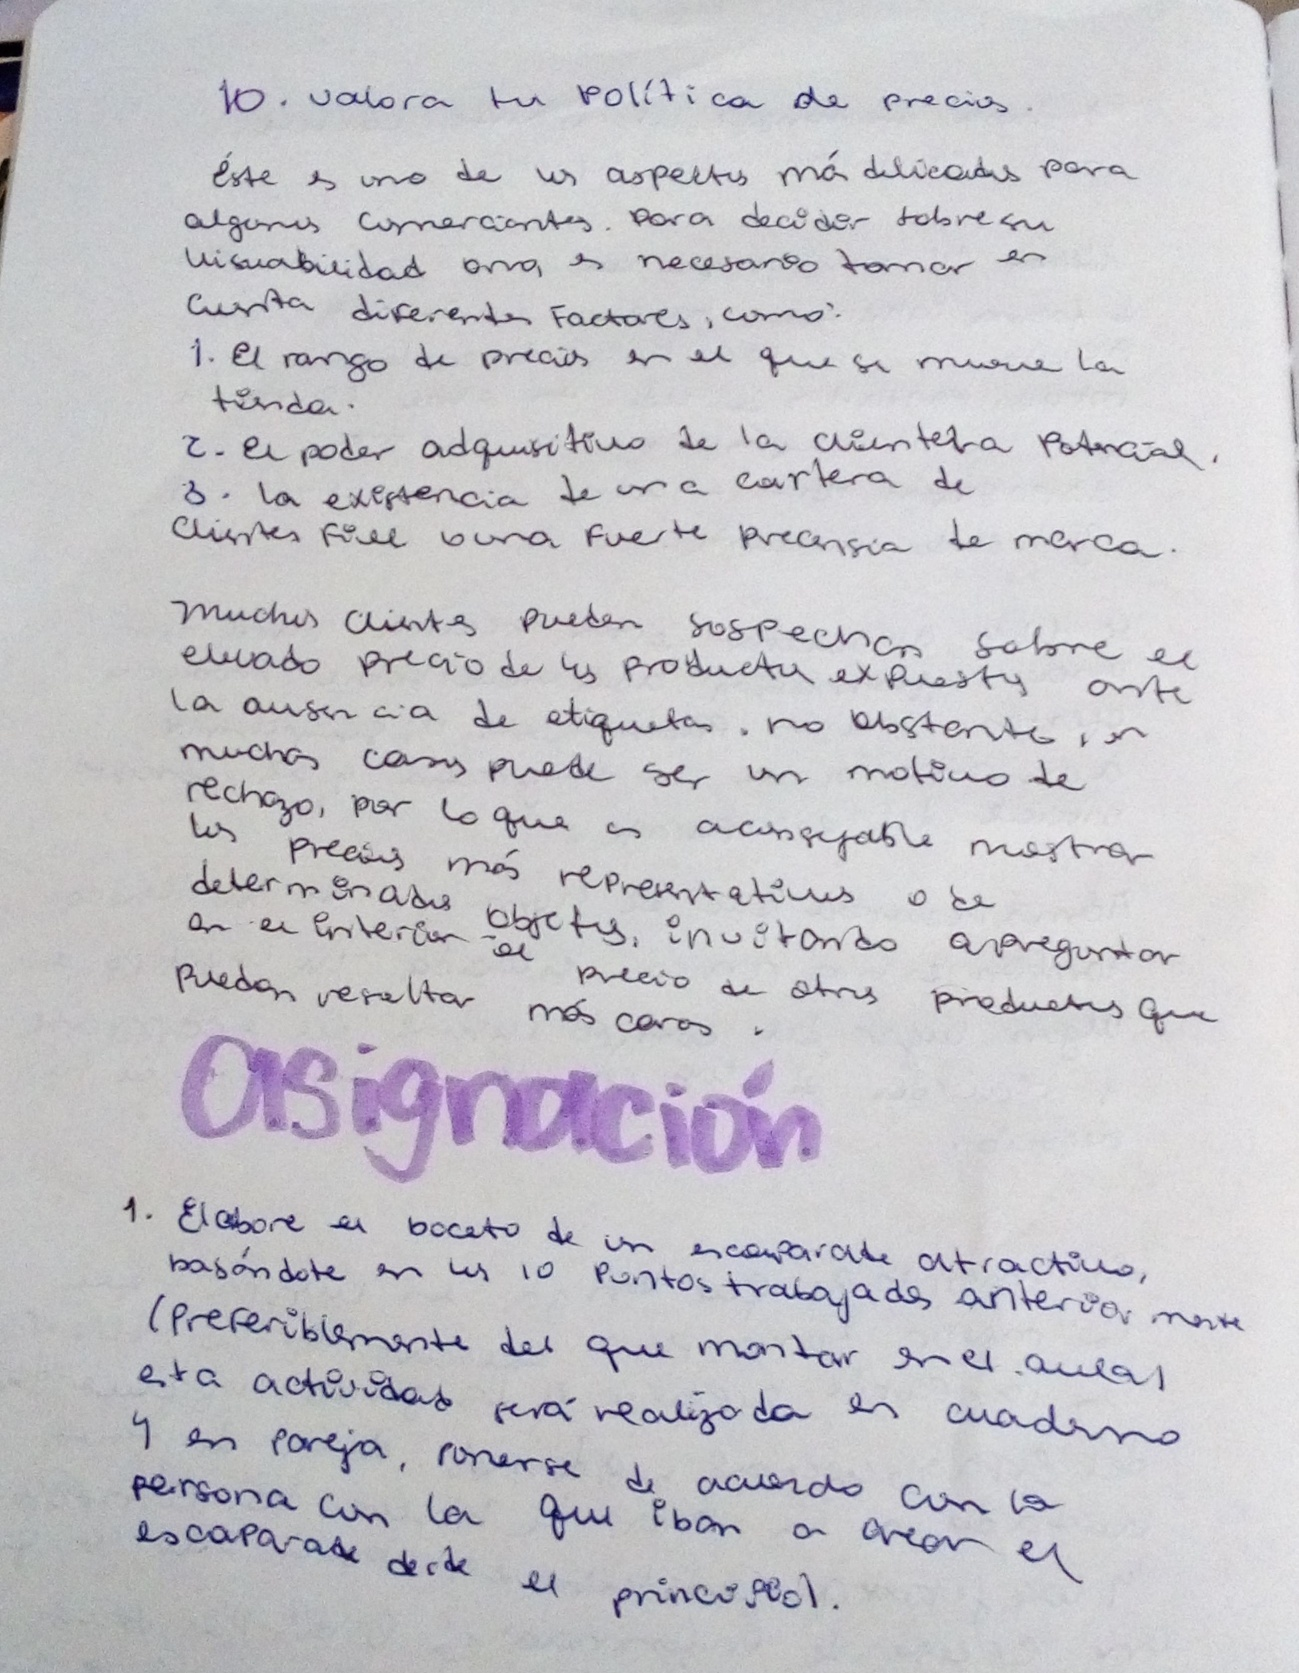 10. valora tu política de precios.
Éste es uno de los aspectos má delicados para
algunos comerciantes. Para decidir sobre su
visuabilidad ona, es necesario tomar en
cuenta diferentes Factores, como:
1. El rango de precios en el que se mueve la
tienda.
2. El poder adquisitivo de la clientela Potencial.
3. la existencia de una cartera de
clientes Fiel o una Fuerte precensia de marca.
Muchos clientes pueden sospechar sobre el
elevado precio de los productos expuestos ante
la ausencia de etiquetas, no obstante, en
muchos casos puede ser un motivo de
rechazo, por lo que es aconsejable mostrar
los precios más representativos o de
determinados objetos, invitando a preguntar
en el interior el precio de otros productos que
Puedan resultar más caros.
Asignación
1. Elabore el boceto de un escaparate atractivo,
basándote en los 10 Puntos trabajados anterior mente
(Preferiblemente del que montar en el aula)
esta actividad será realizada en cuaderno
y en pareja, ponerse de acuerdo con la
persona con la que iban a crear el
escaparate desde el principiol.